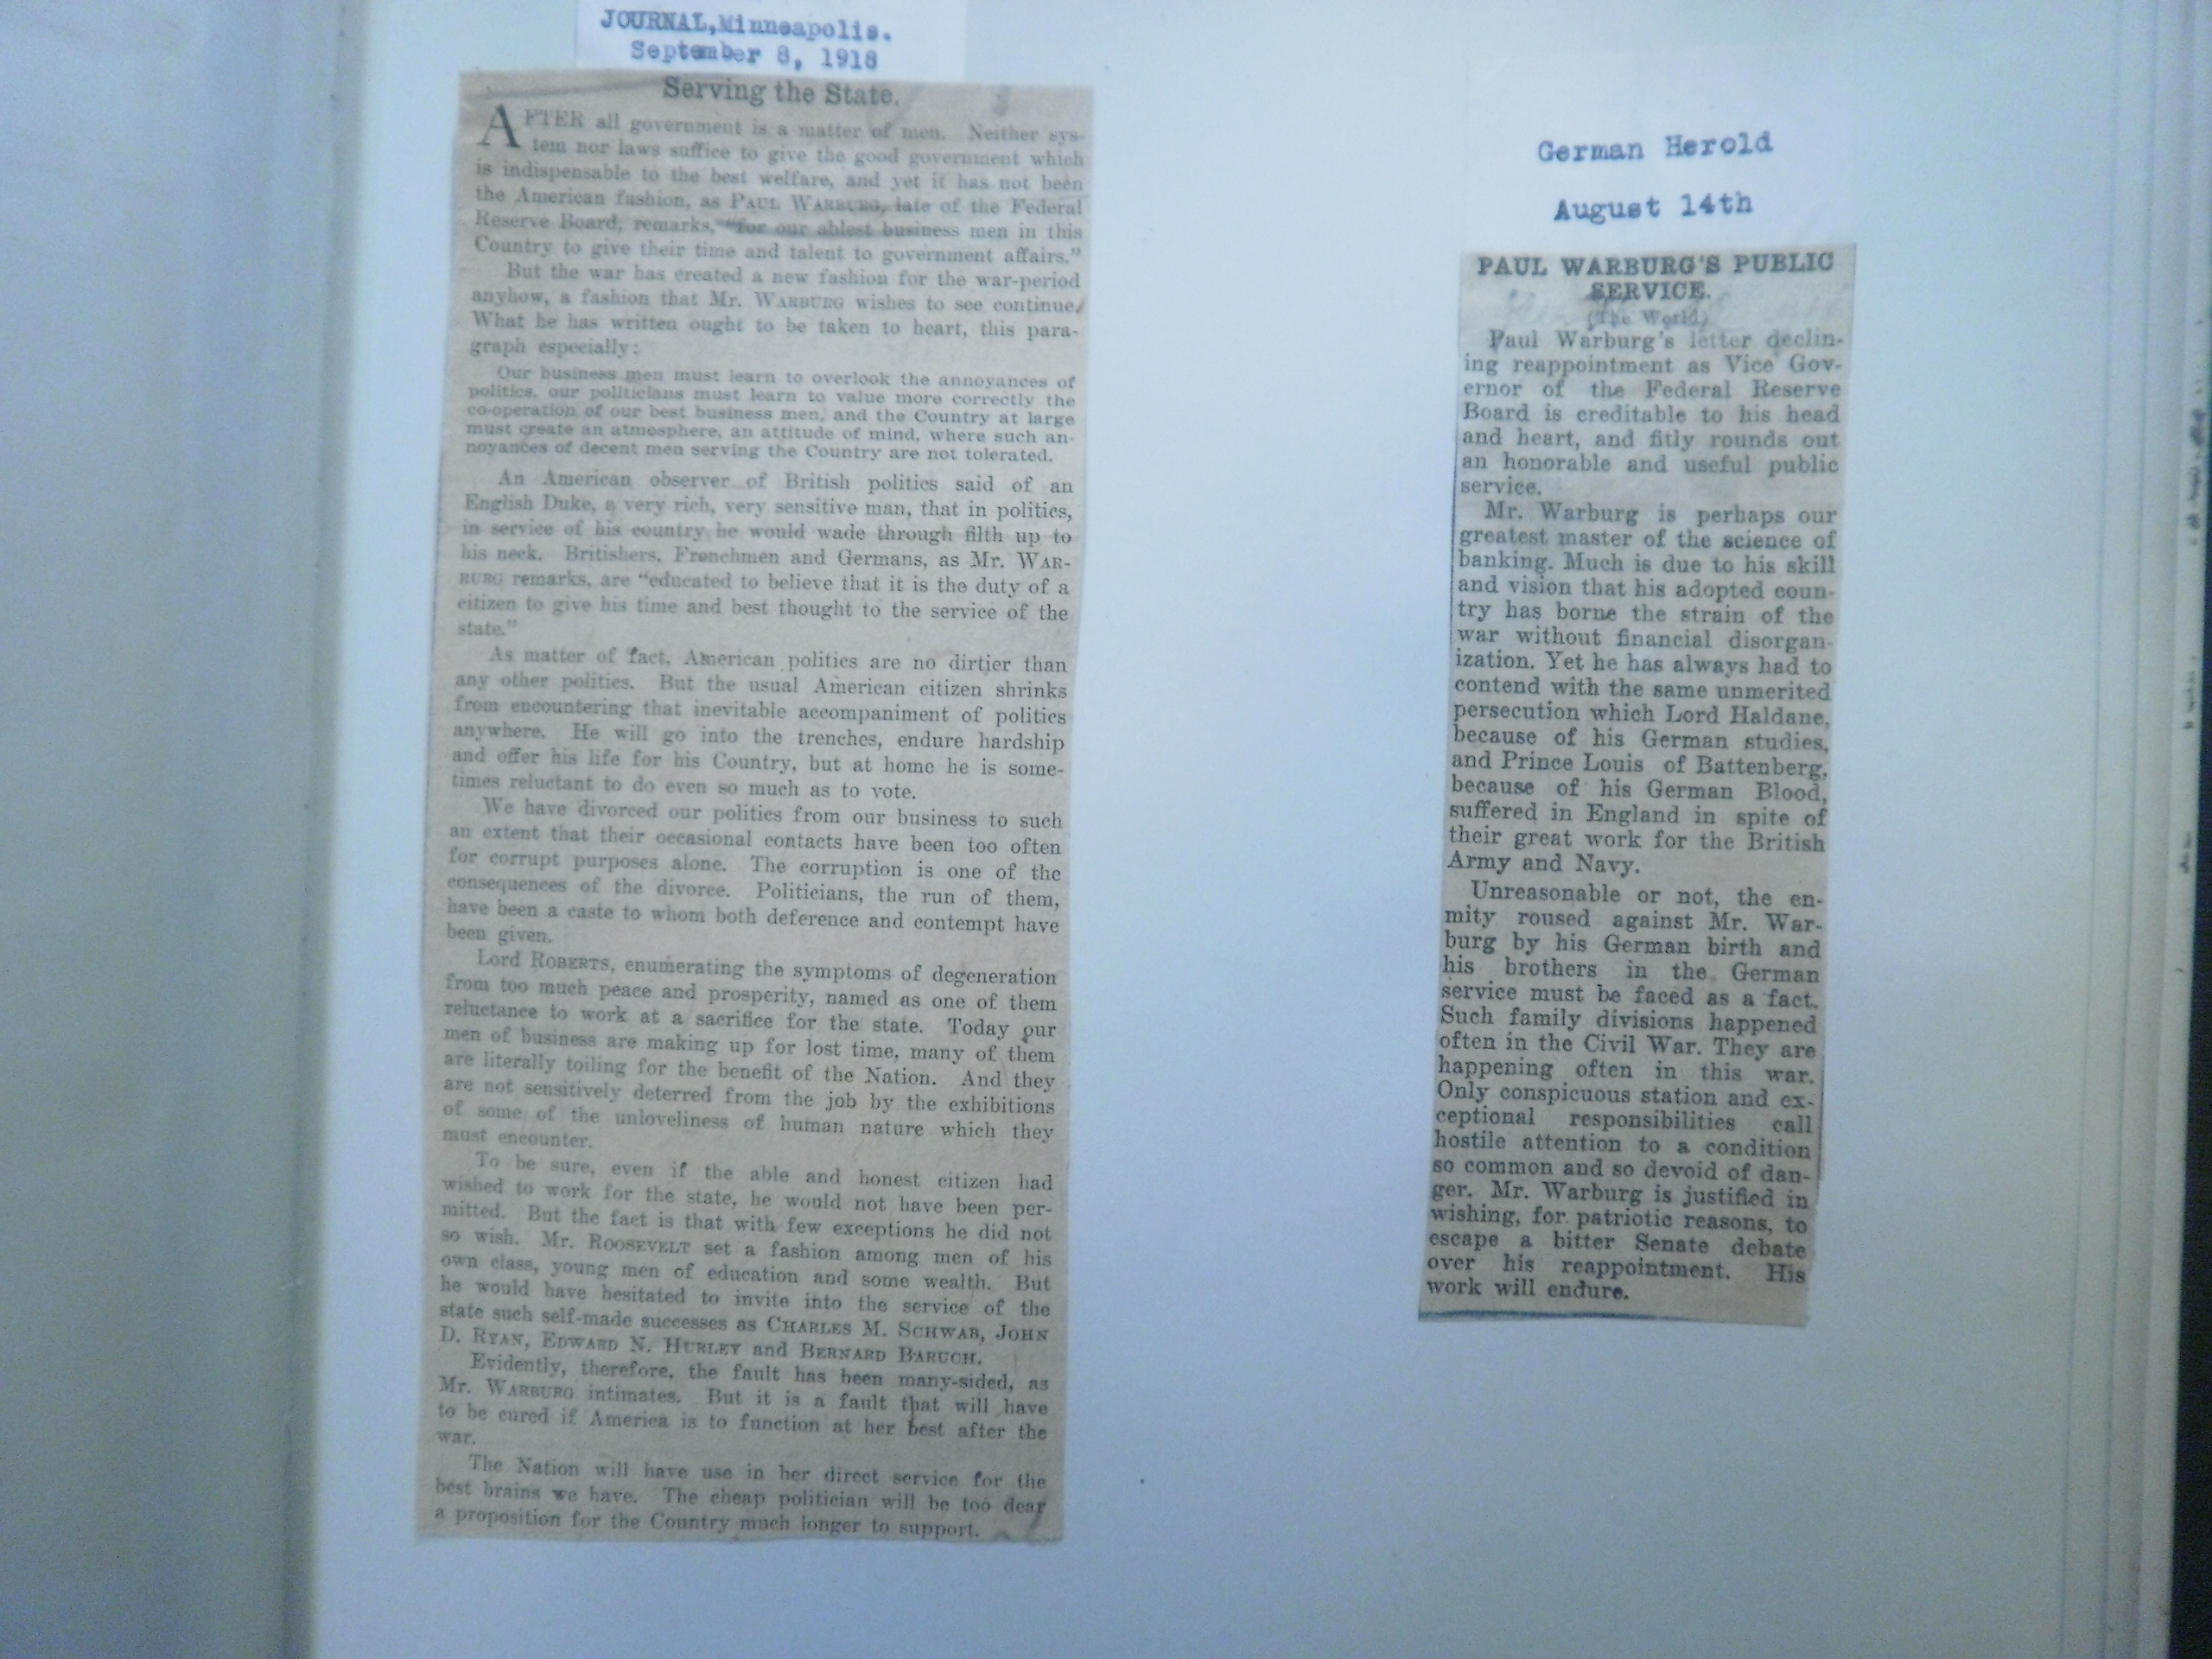 JOURNAL,Minneapolis.
September 8, 1918
Serving the State.
AFTER all government is a matter of men. Neither sys-
tem nor laws suffice to give the good government which
is indispensable to the best welfare, and yet it has not been
the American fashion, as PAUL WARBURG, late of the Federal
Reserve Board, remarks, "for our ablest business men in this
Country to give their time and talent to government affairs."
But the war has created a new fashion for the war-period
anyhow, a fashion that Mr. WARBURG wishes to see continue.
What he has written ought to be taken to heart, this para-
graph especially:
Our business men must learn to overlook the annoyances of
politics, our politicians must learn to value more correctly the
co-operation of our best business men, and the Country at large
must create an atmosphere, an attitude of mind, where such an-
noyances of decent men serving the Country are not tolerated.
An American observer of British politics said of an
English Duke, a very rich, very sensitive man, that in politics,
in service of his country he would wade through filth up to
his neck. Britishers, Frenchmen and Germans, as Mr. WAR-
BURG remarks, are "educated to believe that it is the duty of a
citizen to give his time and best thought to the service of the
state."
As matter of fact, American politics are no dirtier than
any other politics. But the usual American citizen shrinks
from encountering that inevitable accompaniment of politics
anywhere. He will go into the trenches, endure hardship
and offer his life for his Country, but at home he is some-
times reluctant to do even so much as to vote.
We have divorced our politics from our business to such
an extent that their occasional contacts have been too often
for corrupt purposes alone. The corruption is one of the
consequences of the divorce. Politicians, the run of them,
have been a caste to whom both deference and contempt have
been given.
Lord ROBERTS, enumerating the symptoms of degeneration
from too much peace and prosperity, named as one of them
reluctance to work at a sacrifice for the state. Today our
men of business are making up for lost time, many of them
are literally toiling for the benefit of the Nation. And they
are not sensitively deterred from the job by the exhibitions
of some of the unloveliness of human nature which they
must encounter.
To be sure, even if the able and honest citizen had
wished to work for the state, he would not have been per-
mitted. But the fact is that with few exceptions he did not
so wish. Mr. ROOSEVELT set a fashion among men of his
own class, young men of education and some wealth. But
he would have hesitated to invite into the service of the
state such self-made successes as CHARLES M. SCHWAB, JOHN
D. RYAN, EDWARD N. HURLEY and BERNARD BARUCH.
Evidently, therefore, the fault has been many-sided, as
Mr. WARBURG intimates. But it is a fault that will have
to be cured if America is to function at her best after the
war.
The Nation will have use in her direct service for the
best brains we have. The cheap politician will be too dear
a proposition for the Country much longer to support.
German Herold
August 14th
PAUL WARBURG'S PUBLIC
SERVICE.
(The World)
Paul Warburg's letter declin-
ing reappointment as Vice Gov-
ernor of the Federal Reserve
Board is creditable to his head
and heart, and fitly rounds out
an honorable and useful public
service.
Mr. Warburg is perhaps our
greatest master of the science of
banking. Much is due to his skill
and vision that his adopted coun-
try has borne the strain of the
war without financial disorgan-
ization. Yet he has always had to
contend with the same unmerited
persecution which Lord Haldane,
because of his German studies,
and Prince Louis of Battenberg,
because of his German Blood,
suffered in England in spite of
their great work for the British
Army and Navy.
Unreasonable or not, the en-
mity roused against Mr. War-
burg by his German birth and
his brothers in the German
service must be faced as a fact.
Such family divisions happened
often in the Civil War. They are
happening often in this war.
Only conspicuous station and ex-
ceptional responsibilities call
hostile attention to a condition
so common and so devoid of dan-
ger. Mr. Warburg is justified in
wishing, for patriotic reasons, to
escape a bitter Senate debate
over his reappointment. His
work will endure.